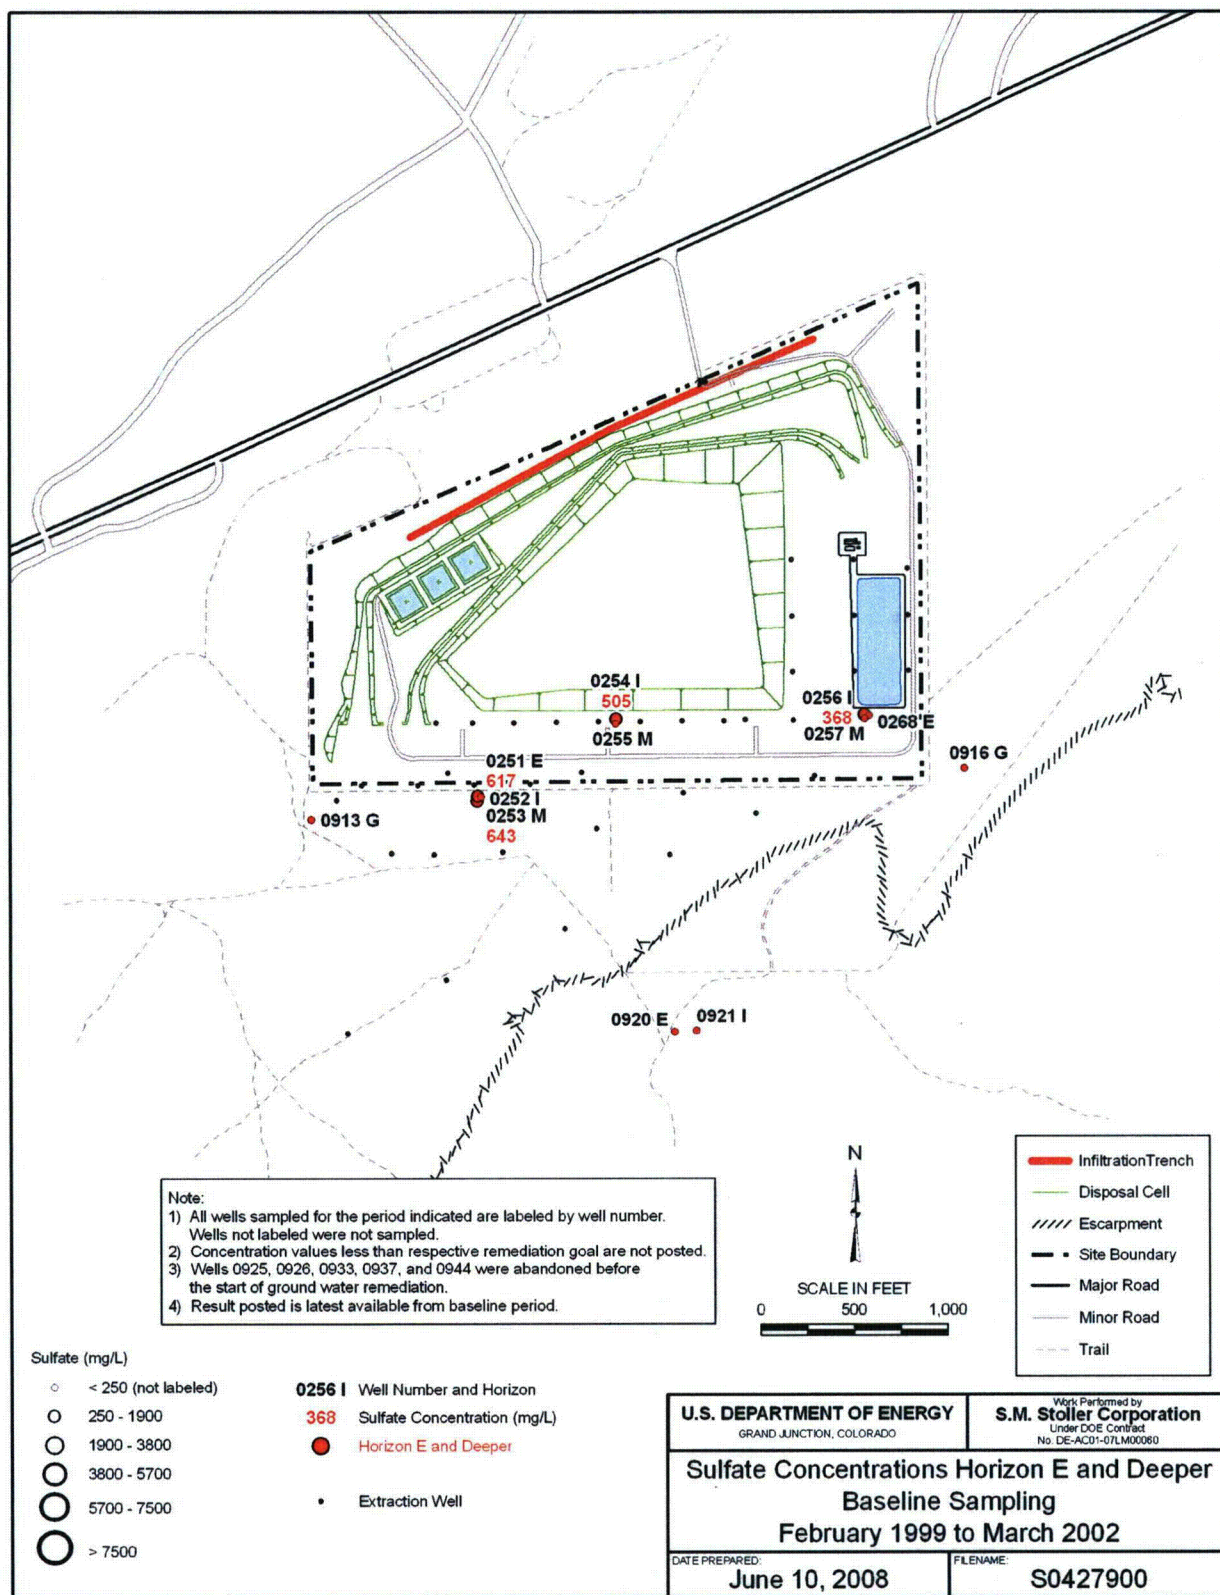 0254 I
505
0255 M
0256 I
368
0268 E
0257 M
0251 E
617
0252 I
0253 M
643
0916 G
0913 G
0920 E
0921 I
N
SCALE IN FEET
0 500 1,000
Note:
1) All wells sampled for the period indicated are labeled by well number.
Wells not labeled were not sampled.
2) Concentration values less than respective remediation goal are not posted.
3) Wells 0925, 0926, 0933, 0937, and 0944 were abandoned before
the start of ground water remediation.
4) Result posted is latest available from baseline period.
InfiltrationTrench
Disposal Cell
Escarpment
Site Boundary
Major Road
Minor Road
Trail
Sulfate (mg/L)
< 250 (not labeled)
250 - 1900
1900 - 3800
3800 - 5700
5700 - 7500
> 7500
0256 I Well Number and Horizon
368 Sulfate Concentration (mg/L)
Horizon E and Deeper
Extraction Well
U.S. DEPARTMENT OF ENERGY
GRAND JUNCTION, COLORADO
Work Performed by
S.M. Stoller Corporation
Under DOE Contract
No. DE-AC01-07LM00060
Sulfate Concentrations Horizon E and Deeper
Baseline Sampling
February 1999 to March 2002
DATE PREPARED:
June 10, 2008
FILENAME:
S0427900